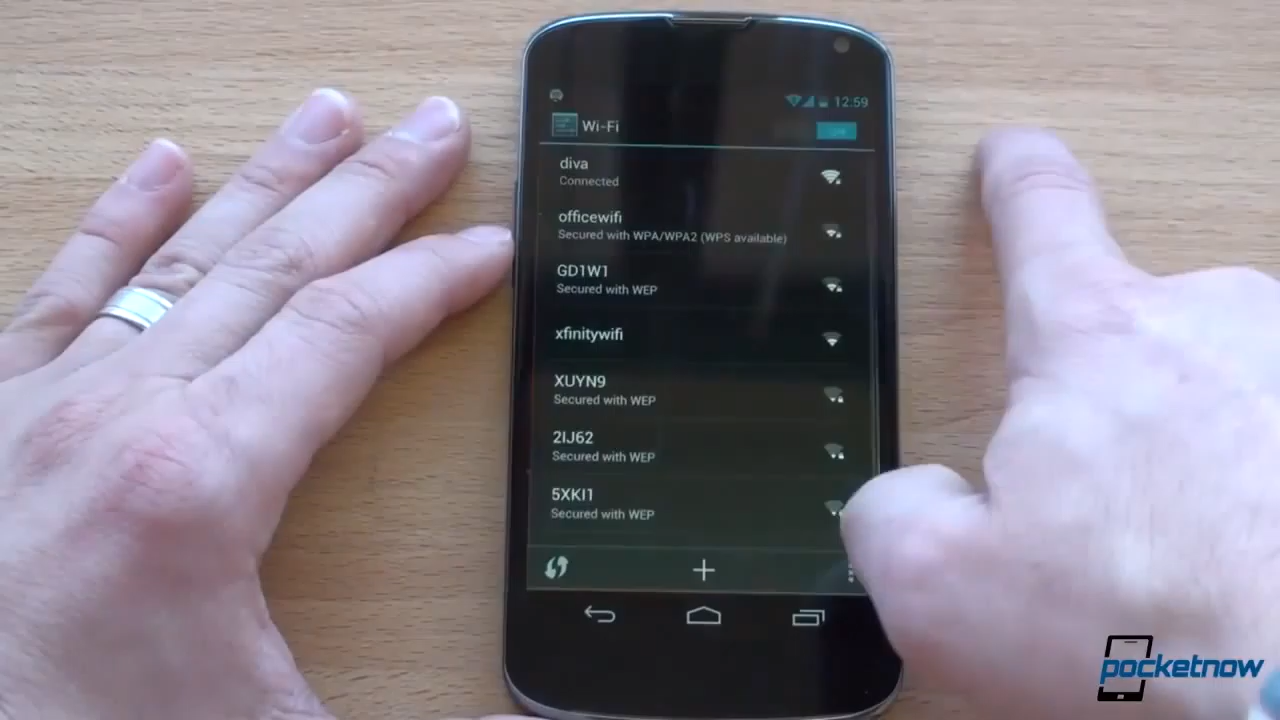 12:59
Wi-Fi
ON
diva
Connected
officewifi
Secured with WPA/WPA2 (WPS available)
GD1W1
Secured with WEP
xfinitywifi
XUYN9
Secured with WEP
2IJ62
Secured with WEP
5XKI1
Secured with WEP
pocketnow